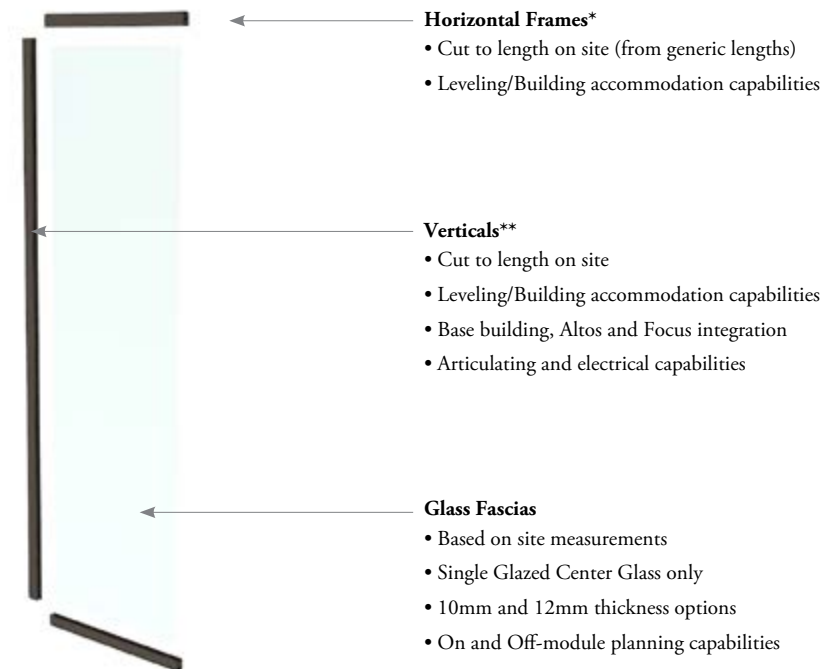 Horizontal Frames*
• Cut to length on site (from generic lengths)
• Leveling/Building accommodation capabilities
Verticals**
• Cut to length on site
• Leveling/Building accommodation capabilities
• Base building, Altos and Focus integration
• Articulating and electrical capabilities
Glass Fascias
• Based on site measurements
• Single Glazed Center Glass only
• 10mm and 12mm thickness options
• On and Off-module planning capabilities